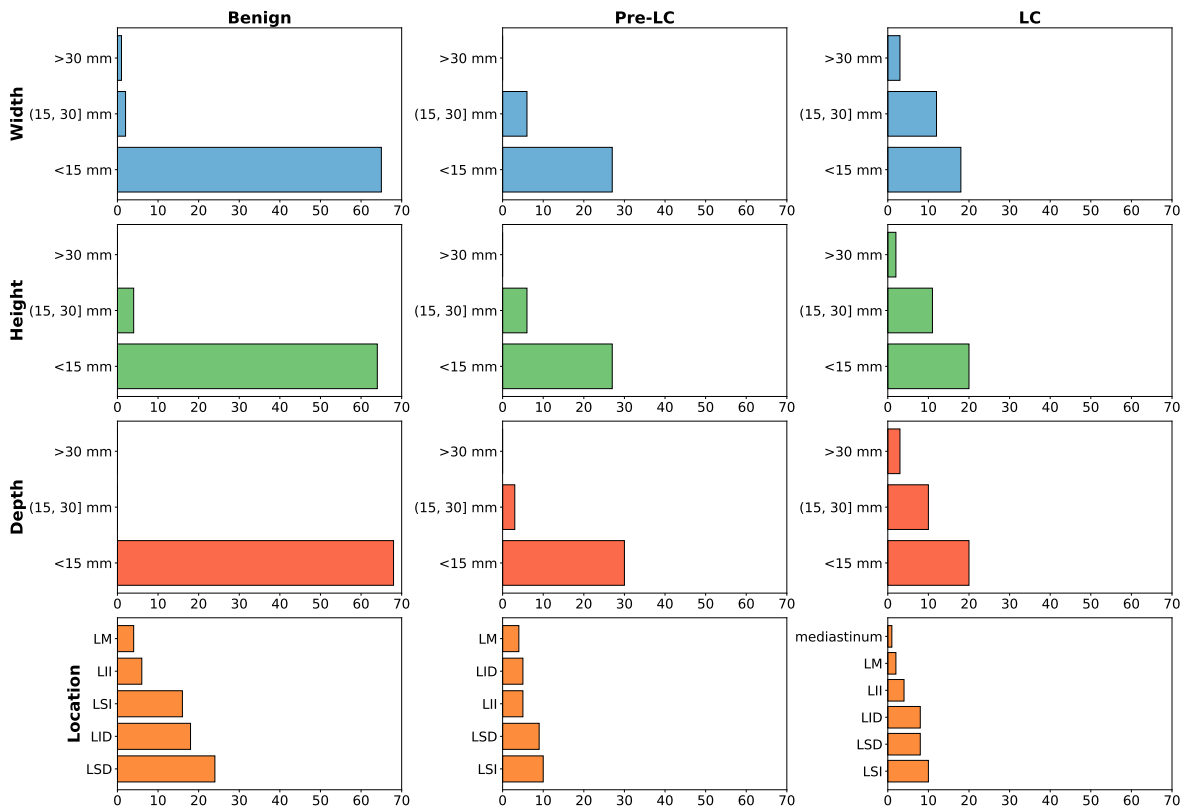 Benign Pre-LC LC
Width
>30 mm
(15, 30] mm
<15 mm
0 10 20 30 40 50 60 70
>30 mm
(15, 30] mm
<15 mm
0 10 20 30 40 50 60 70
>30 mm
(15, 30] mm
<15 mm
0 10 20 30 40 50 60 70
Height
>30 mm
(15, 30] mm
<15 mm
0 10 20 30 40 50 60 70
>30 mm
(15, 30] mm
<15 mm
0 10 20 30 40 50 60 70
>30 mm
(15, 30] mm
<15 mm
0 10 20 30 40 50 60 70
Depth
>30 mm
(15, 30] mm
<15 mm
0 10 20 30 40 50 60 70
>30 mm
(15, 30] mm
<15 mm
0 10 20 30 40 50 60 70
>30 mm
(15, 30] mm
<15 mm
0 10 20 30 40 50 60 70
Location
LM
LII
LSI
LID
LSD
0 10 20 30 40 50 60 70
LM
LID
LII
LSD
LSI
0 10 20 30 40 50 60 70
mediastinum
LM
LII
LID
LSD
LSI
0 10 20 30 40 50 60 70